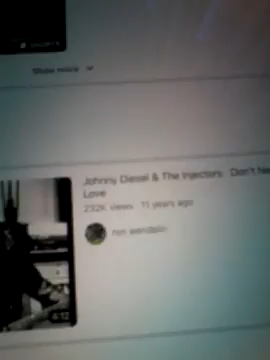 Show more
Johnny Diesel & The Injectors: Don't Ne
Love
232K views 11 years ago
4:12